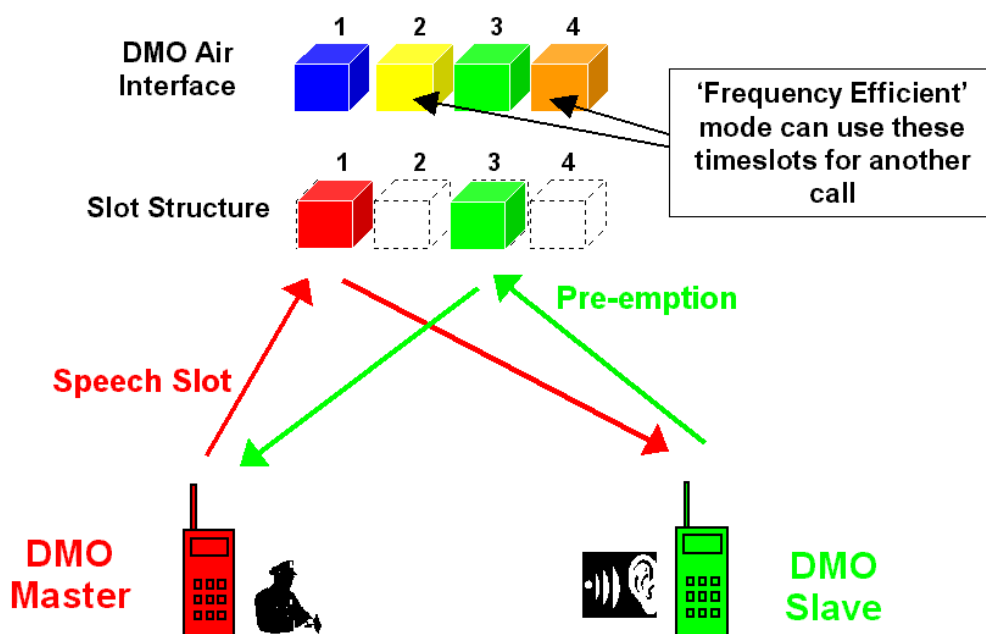 1 2 3 4
DMO Air
Interface
‘Frequency Efficient’
mode can use these
timeslots for another
call
1 2 3 4
Slot Structure
Pre-emption
Speech Slot
DMO
Master
DMO
Slave